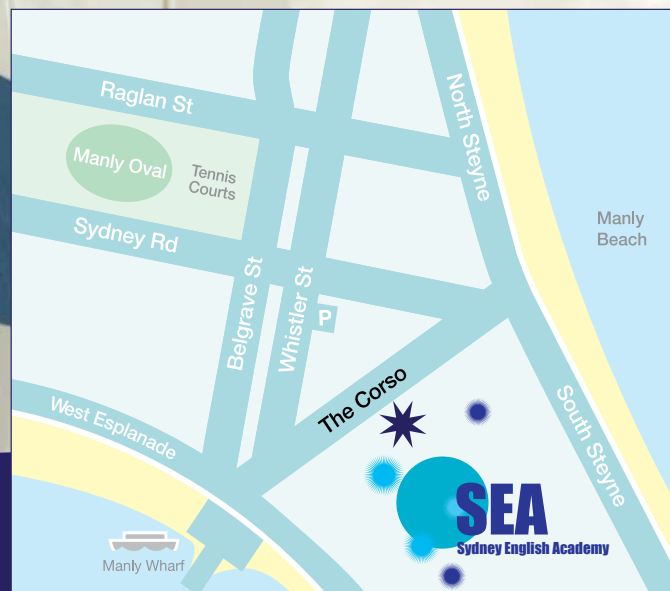 Raglan St
North Steyne
Manly Oval
Tennis
Courts
Manly
Beach
Sydney Rd
Belgrave St
Whistler St
P
The Corso
West Esplanade
South Steyne
SEA
Sydney English Academy
Manly Wharf